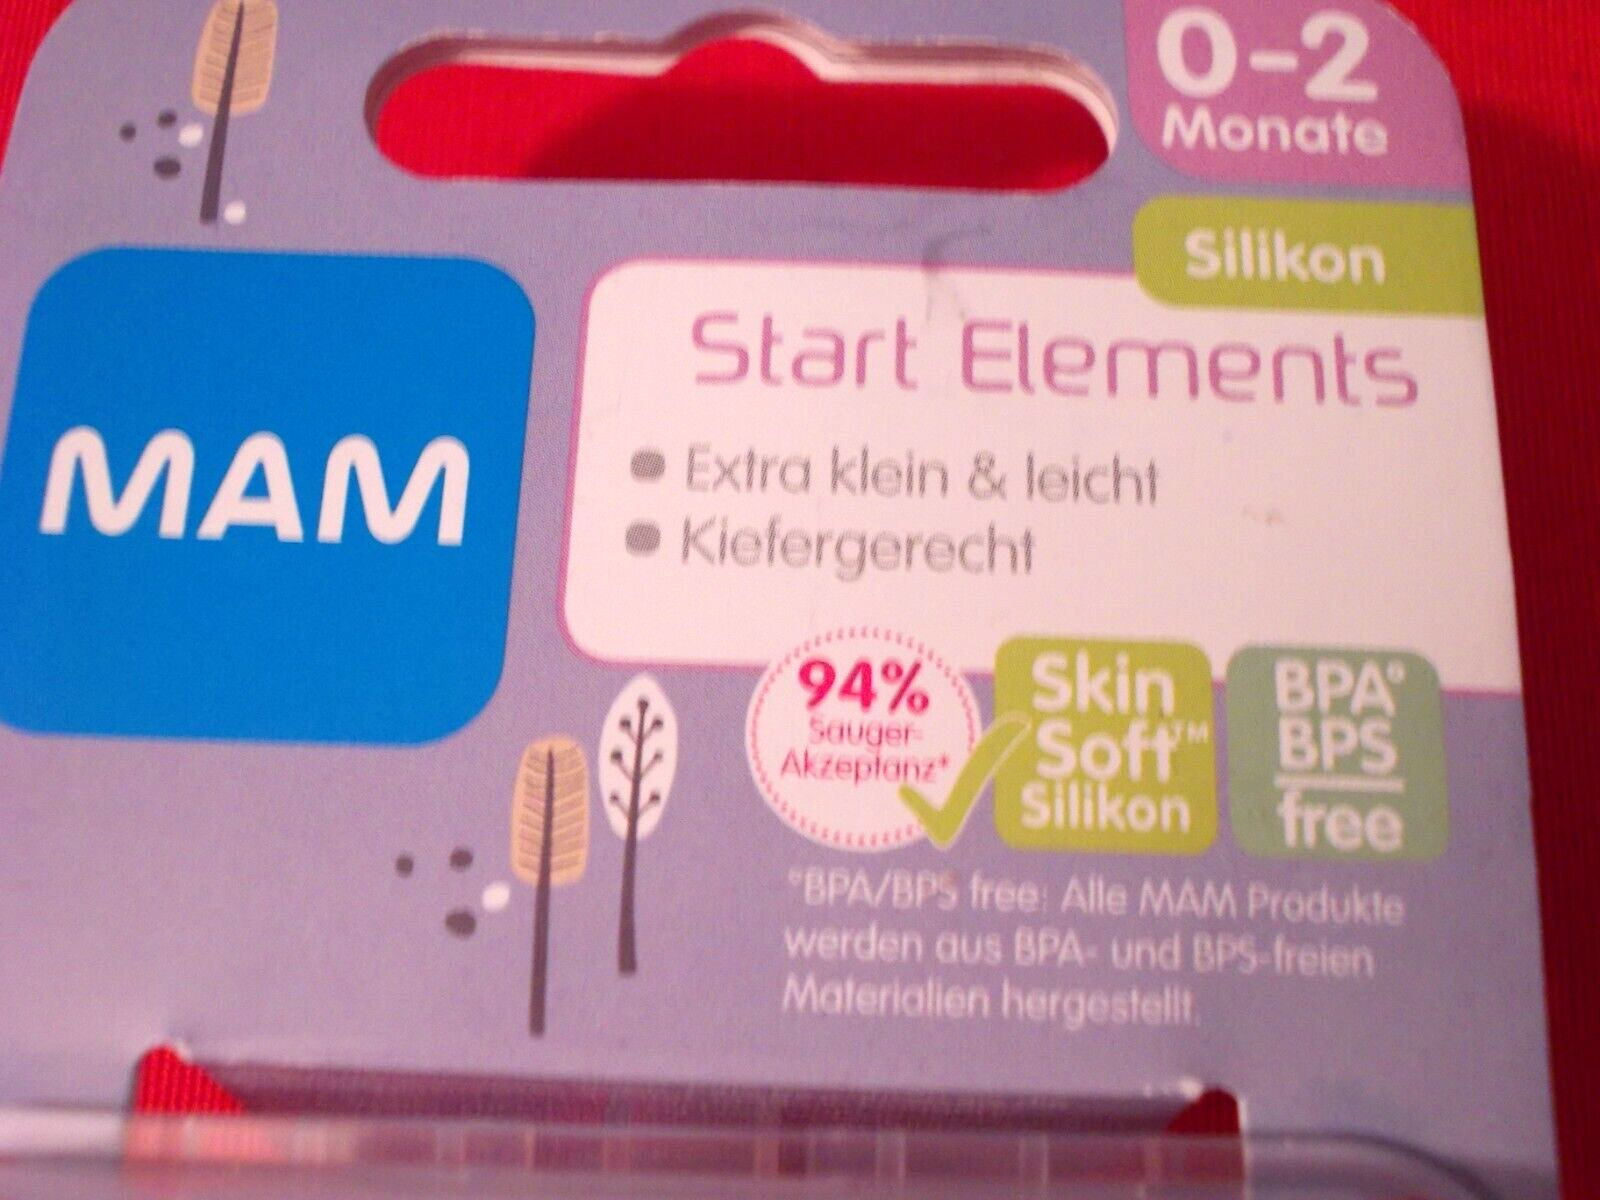 0-2
Monate
Silikon
MAM
Start Elements
• Extra klein & leicht
• Kiefergerecht
94%
Sauger-
Akzeptanz*
Skin
Soft™
Silikon
BPA°
BPS
free
°BPA/BPS free: Alle MAM Produkte
werden aus BPA- und BPS-freien
Materialien hergestellt.